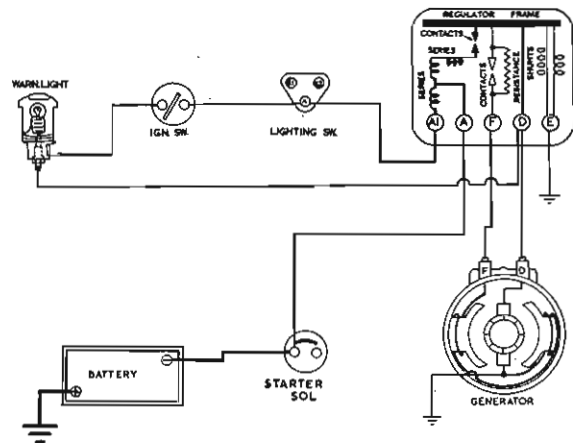 REGULATOR FRAME
CONTACTS
SERIES
SERIES
CONTACTS
RESISTANCE
SHUNTS
A1 A F D E
WARN.LIGHT
IGN. SW.
A
LIGHTING SW.
F D
GENERATOR
BATTERY
STARTER
SOL